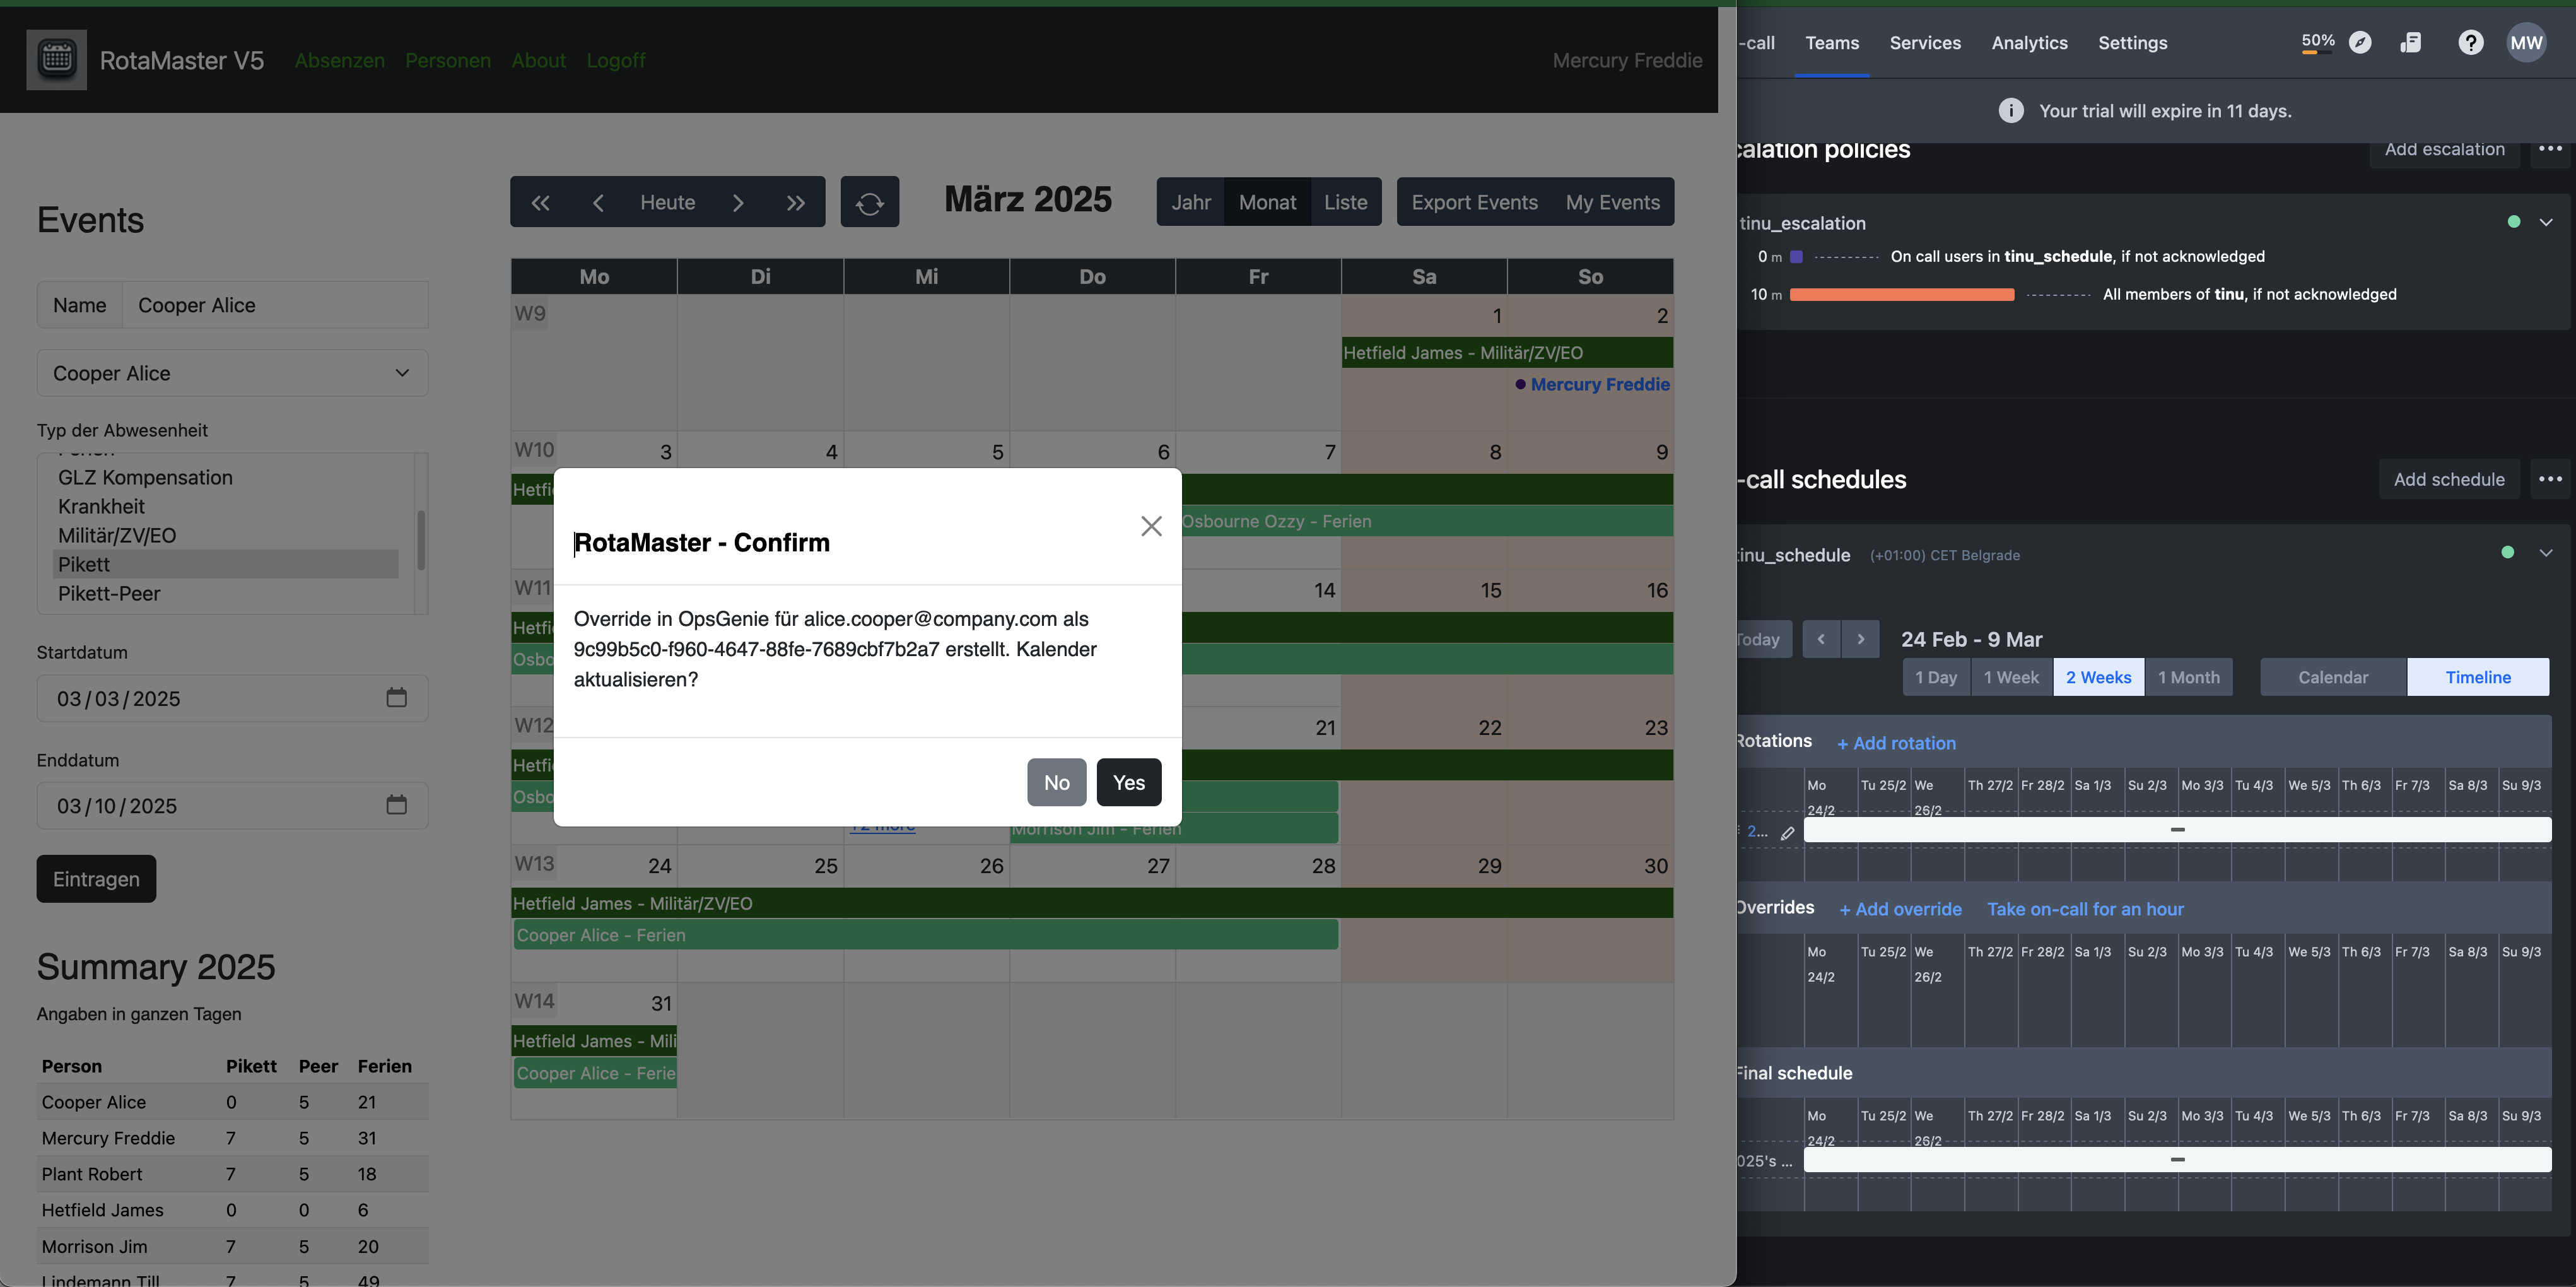 RotaMaster V5
Absenzen
Personen
About
Logoff
Mercury Freddie
Events
Name
Cooper Alice
Cooper Alice
Typ der Abwesenheit
GLZ Kompensation
Krankheit
Militär/ZV/EO
Pikett
Pikett-Peer
Startdatum
03/03/2025
Enddatum
03/10/2025
Eintragen
Summary 2025
Angaben in ganzen Tagen
Person Pikett Peer Ferien
Cooper Alice 0 5 21
Mercury Freddie 7 5 31
Plant Robert 7 5 18
Hetfield James 0 0 6
Morrison Jim 7 5 20
Lindemann Till 7 5 49
Heute
März 2025
Jahr Monat Liste
Export Events My Events
Mo Di Mi Do Fr Sa So
W9 1 2
Hetfield James - Militär/ZV/EO
Mercury Freddie
W10 3 4 5 6 7 8 9
Hetfi
Osbourne Ozzy - Ferien
W11 14 15 16
Hetfi
Osbo
W12 21 22 23
Hetfi
Osbo
+2 more
Morrison Jim - Ferien
W13 24 25 26 27 28 29 30
Hetfield James - Militär/ZV/EO
Cooper Alice - Ferien
W14 31
Hetfield James - Mili
Cooper Alice - Ferie
RotaMaster - Confirm
Override in OpsGenie für alice.cooper@company.com als
9c99b5c0-f960-4647-88fe-7689cbf7b2a7 erstellt. Kalender
aktualisieren?
No
Yes
-call
Teams
Services
Analytics
Settings
50%
MW
Your trial will expire in 11 days.
calation policies
Add escalation
tinu_escalation
0 m On call users in tinu_schedule, if not acknowledged
10 m All members of tinu, if not acknowledged
-call schedules
Add schedule
tinu_schedule (+01:00) CET Belgrade
Today
24 Feb - 9 Mar
1 Day 1 Week 2 Weeks 1 Month
Calendar Timeline
Rotations + Add rotation
Mo 24/2 Tu 25/2 We 26/2 Th 27/2 Fr 28/2 Sa 1/3 Su 2/3 Mo 3/3 Tu 4/3 We 5/3 Th 6/3 Fr 7/3 Sa 8/3 Su 9/3
2...
Overrides + Add override Take on-call for an hour
Mo 24/2 Tu 25/2 We 26/2 Th 27/2 Fr 28/2 Sa 1/3 Su 2/3 Mo 3/3 Tu 4/3 We 5/3 Th 6/3 Fr 7/3 Sa 8/3 Su 9/3
Final schedule
Mo 24/2 Tu 25/2 We 26/2 Th 27/2 Fr 28/2 Sa 1/3 Su 2/3 Mo 3/3 Tu 4/3 We 5/3 Th 6/3 Fr 7/3 Sa 8/3 Su 9/3
025's ...